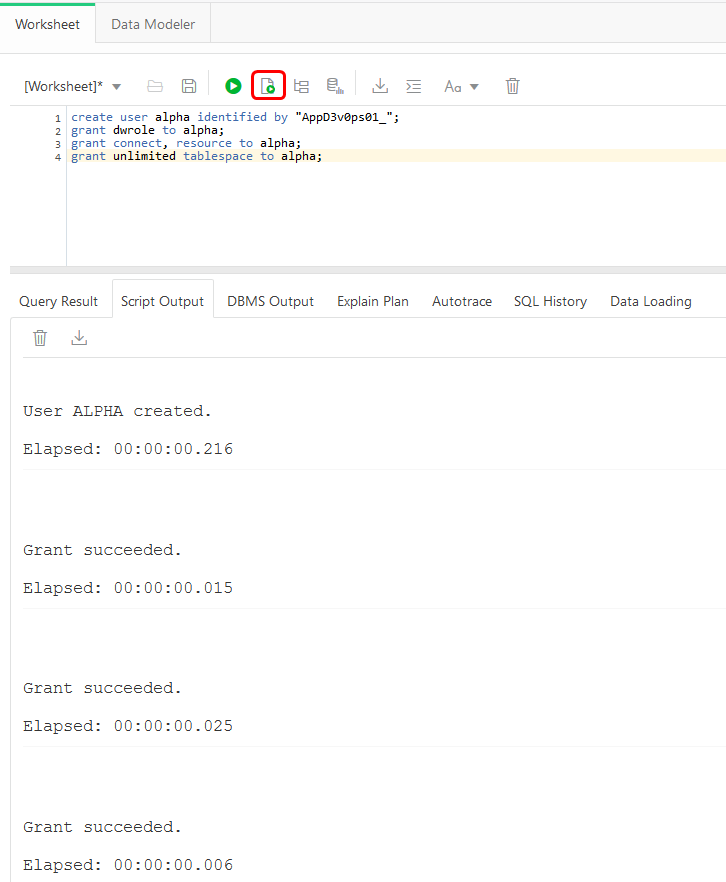 Worksheet Data Modeler
[Worksheet]* Aa
1 create user alpha identified by "AppD3v0ps01_";
2 grant dwrole to alpha;
3 grant connect, resource to alpha;
4 grant unlimited tablespace to alpha;
Query Result Script Output DBMS Output Explain Plan Autotrace SQL History Data Loading
User ALPHA created.
Elapsed: 00:00:00.216
Grant succeeded.
Elapsed: 00:00:00.015
Grant succeeded.
Elapsed: 00:00:00.025
Grant succeeded.
Elapsed: 00:00:00.006